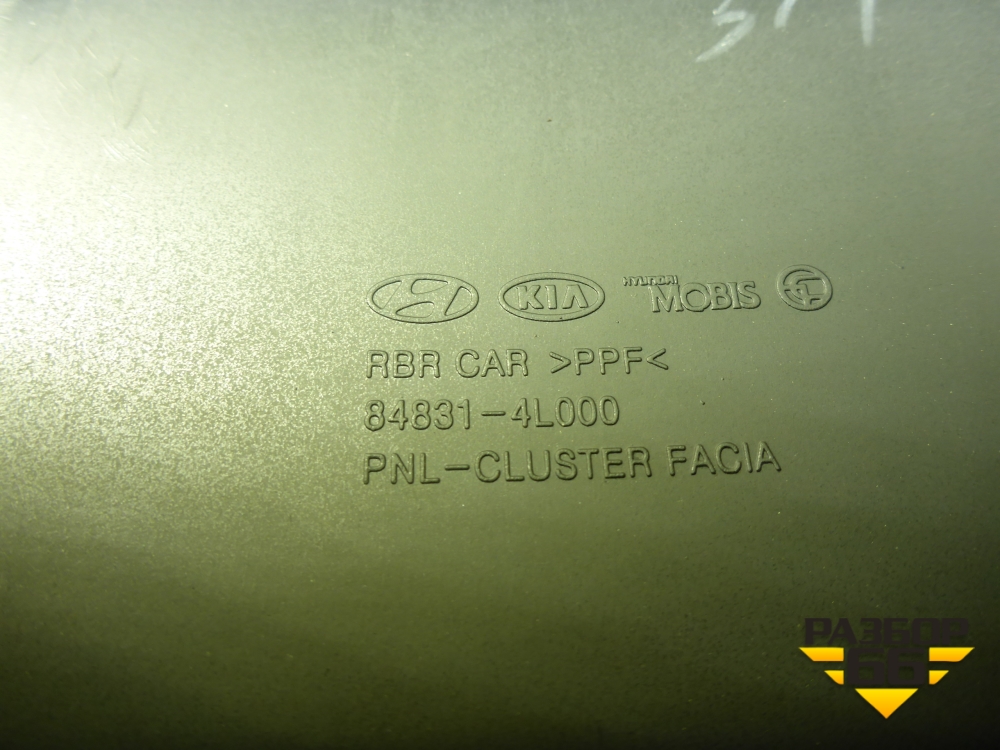 KIA HYUNDAI MOBIS
RBR CAR >PPF<
84831-4L000
PNL-CLUSTER FACIA
РАЗБОР
66